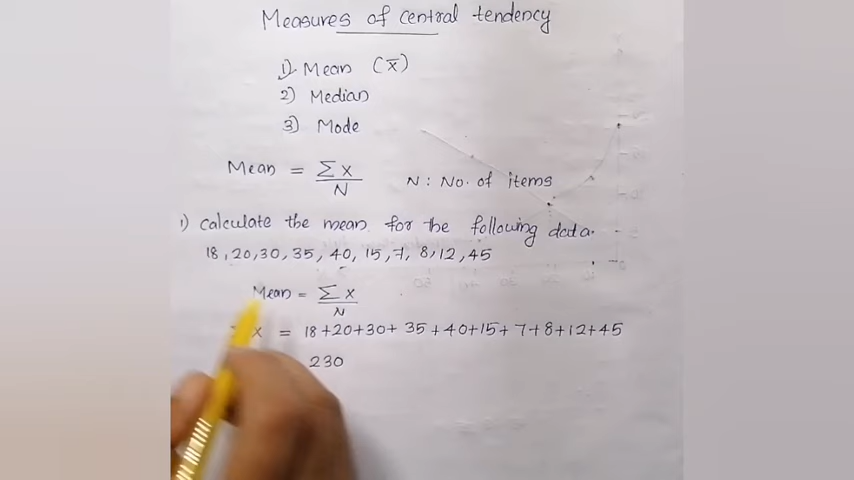 Measures of central tendency
1) Mean (x̅)
2) Median
3) Mode
Mean = Σx/N N : No. of items
1) calculate the mean for the following data.
18, 20, 30, 35, 40, 15, 7, 8, 12, 45
Mean = Σx/N
x = 18+20+30+35+40+15+7+8+12+45
230